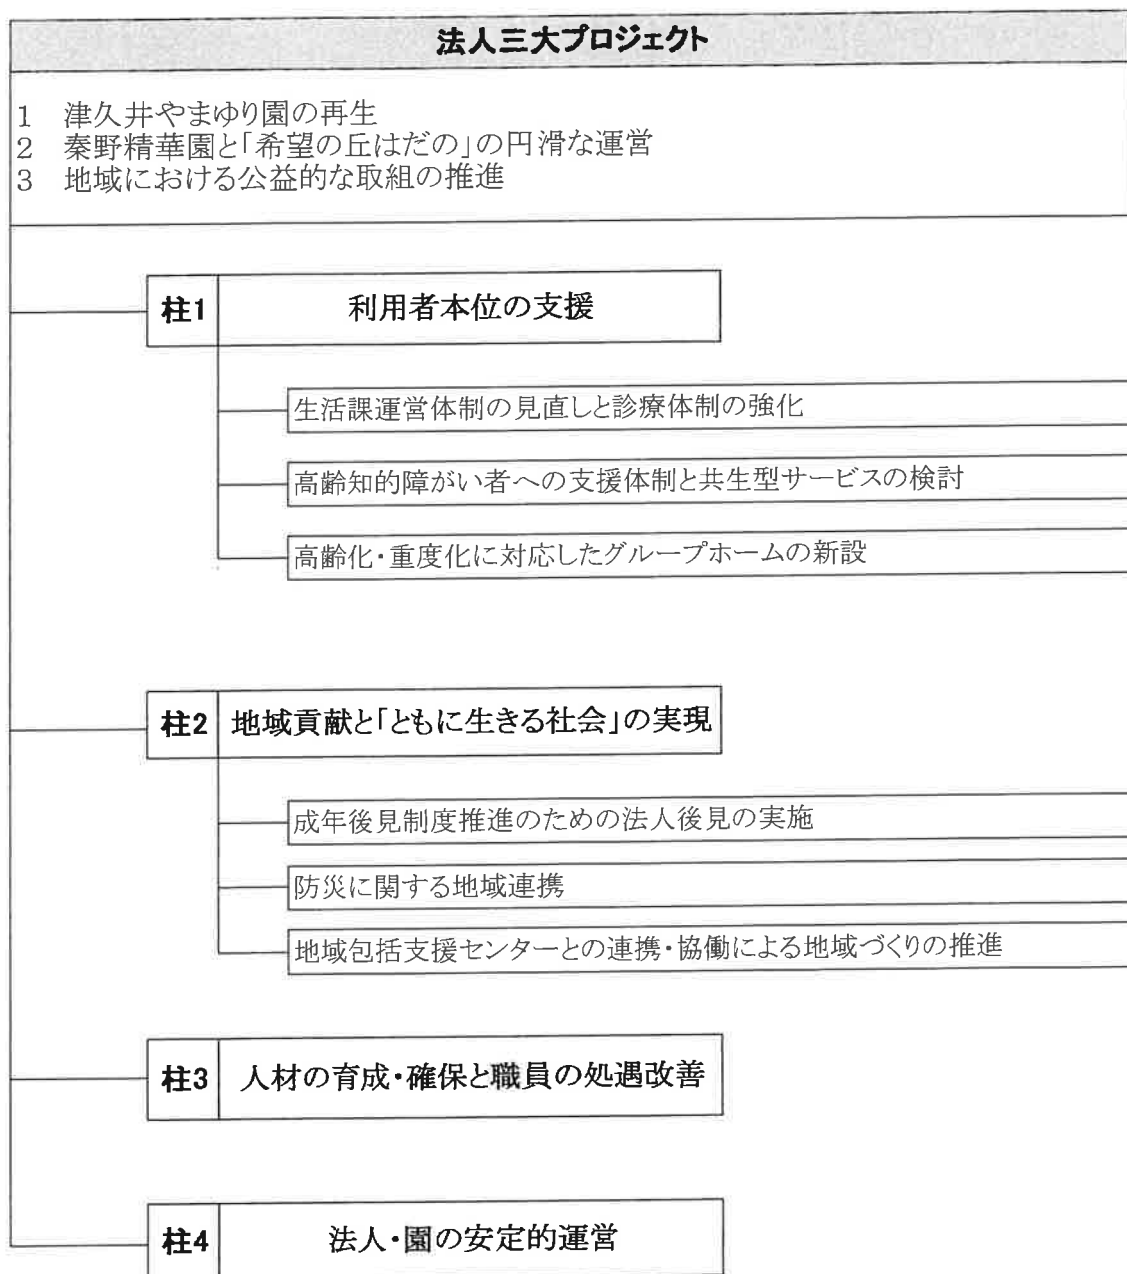 法人三大プロジェクト
1 津久井やまゆり園の再生
2 秦野精華園と「希望の丘はだの」の円滑な運営
3 地域における公益的な取組の推進
柱1 利用者本位の支援
生活課運営体制の見直しと診療体制の強化
高齢知的障がい者への支援体制と共生型サービスの検討
高齢化・重度化に対応したグループホームの新設
柱2 地域貢献と「ともに生きる社会」の実現
成年後見制度推進のための法人後見の実施
防災に関する地域連携
地域包括支援センターとの連携・協働による地域づくりの推進
柱3 人材の育成・確保と職員の処遇改善
柱4 法人・園の安定的運営